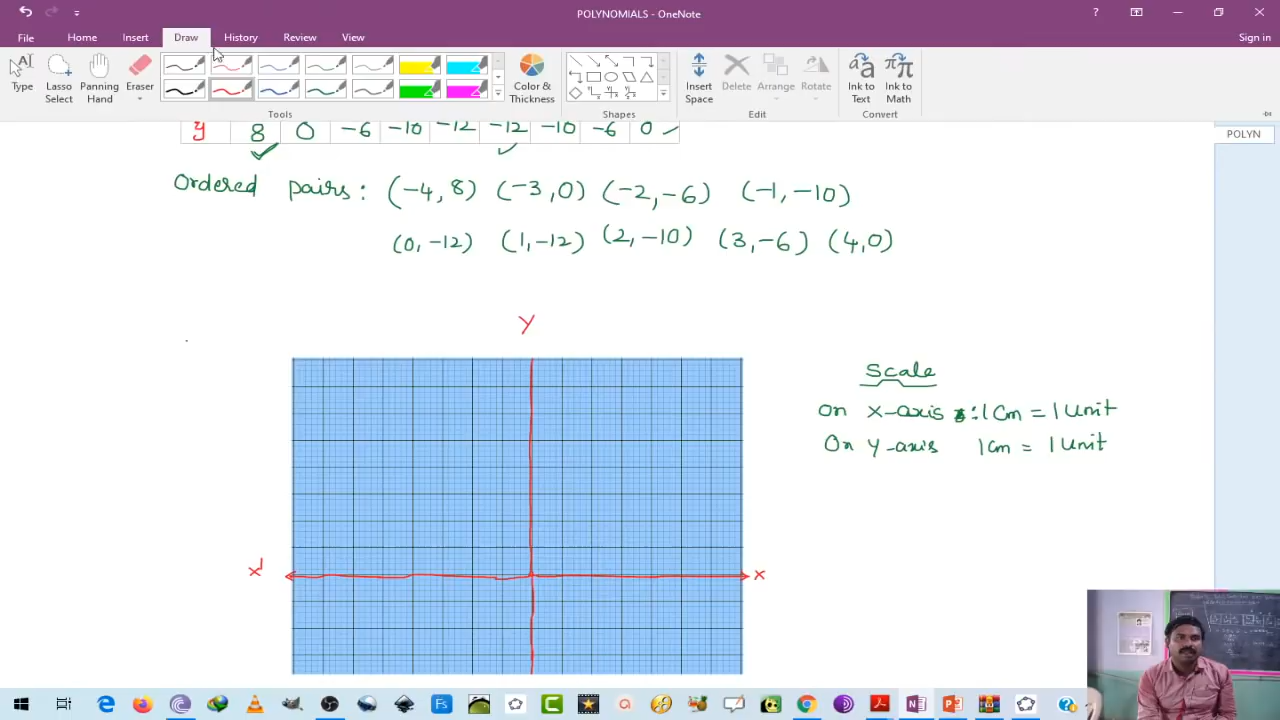 POLYNOMIALS - OneNote
Sign in
File Home Insert Draw History Review View
Type Lasso Select Panning Hand Eraser Color & Thickness Insert Space Delete Arrange Rotate Ink to Text Ink to Math
Tools Shapes Edit Convert
POLYN
y 8 0 -6 -10 -12 -12 -10 -6 0
Ordered pairs : (-4, 8) (-3, 0) (-2, -6) (-1, -10)
(0, -12) (1, -12) (2, -10) (3, -6) (4, 0)
Y
Scale
On X-axis : 1 Cm = 1 Unit
On Y-axis 1 Cm = 1 Unit
X' X